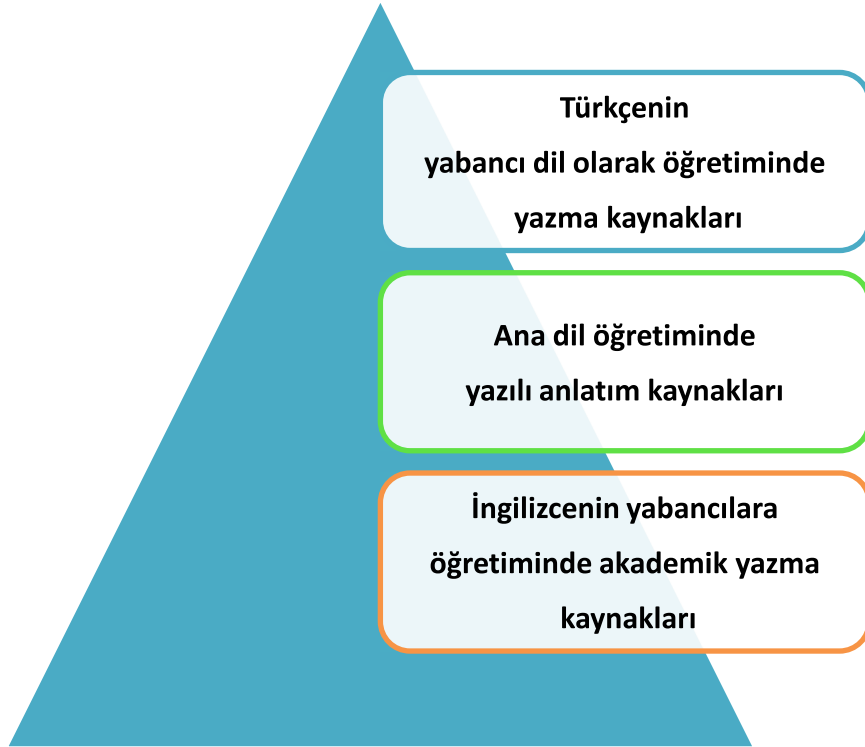 Türkçenin
yabancı dil olarak öğretiminde
yazma kaynakları
Ana dil öğretiminde
yazılı anlatım kaynakları
İngilizcenin yabancılara
öğretiminde akademik yazma
kaynakları